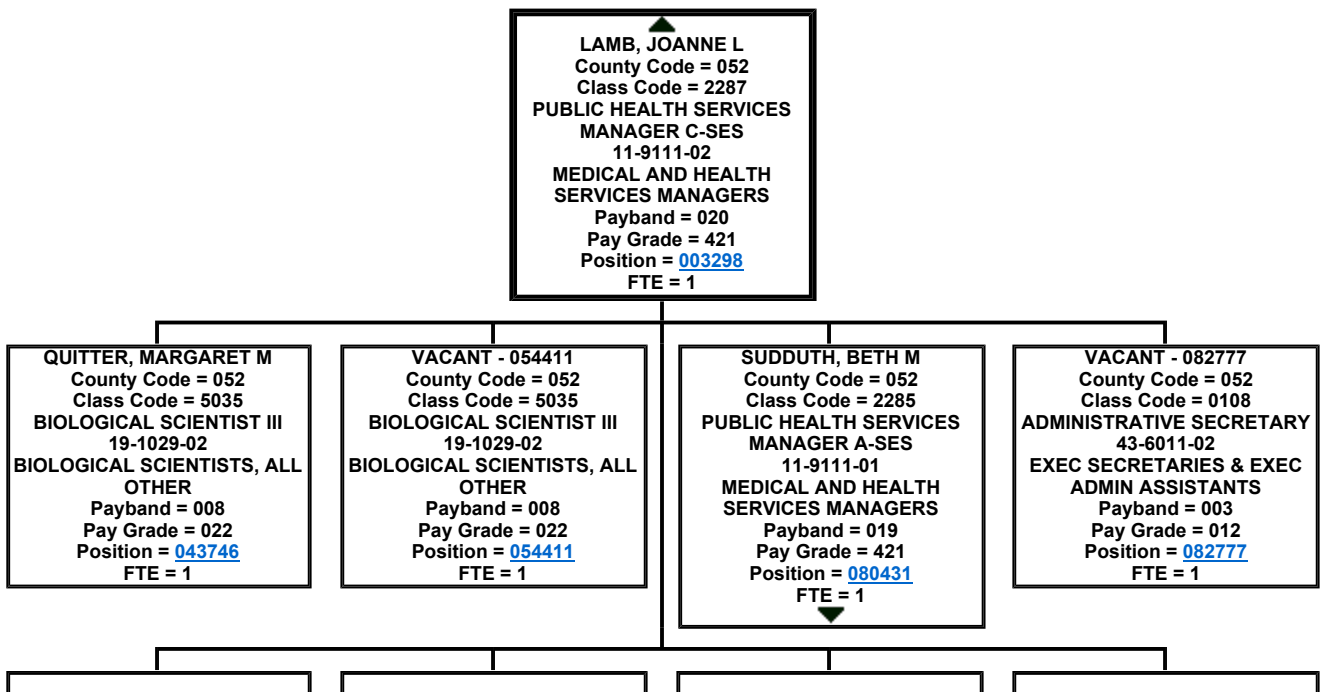 LAMB, JOANNE L
County Code = 052
Class Code = 2287
PUBLIC HEALTH SERVICES
MANAGER C-SES
11-9111-02
MEDICAL AND HEALTH
SERVICES MANAGERS
Payband = 020
Pay Grade = 421
Position = 003298
FTE = 1
QUITTER, MARGARET M
County Code = 052
Class Code = 5035
BIOLOGICAL SCIENTIST III
19-1029-02
BIOLOGICAL SCIENTISTS, ALL
OTHER
Payband = 008
Pay Grade = 022
Position = 043746
FTE = 1
VACANT - 054411
County Code = 052
Class Code = 5035
BIOLOGICAL SCIENTIST III
19-1029-02
BIOLOGICAL SCIENTISTS, ALL
OTHER
Payband = 008
Pay Grade = 022
Position = 054411
FTE = 1
SUDDUTH, BETH M
County Code = 052
Class Code = 2285
PUBLIC HEALTH SERVICES
MANAGER A-SES
11-9111-01
MEDICAL AND HEALTH
SERVICES MANAGERS
Payband = 019
Pay Grade = 421
Position = 080431
FTE = 1
VACANT - 082777
County Code = 052
Class Code = 0108
ADMINISTRATIVE SECRETARY
43-6011-02
EXEC SECRETARIES & EXEC
ADMIN ASSISTANTS
Payband = 003
Pay Grade = 012
Position = 082777
FTE = 1